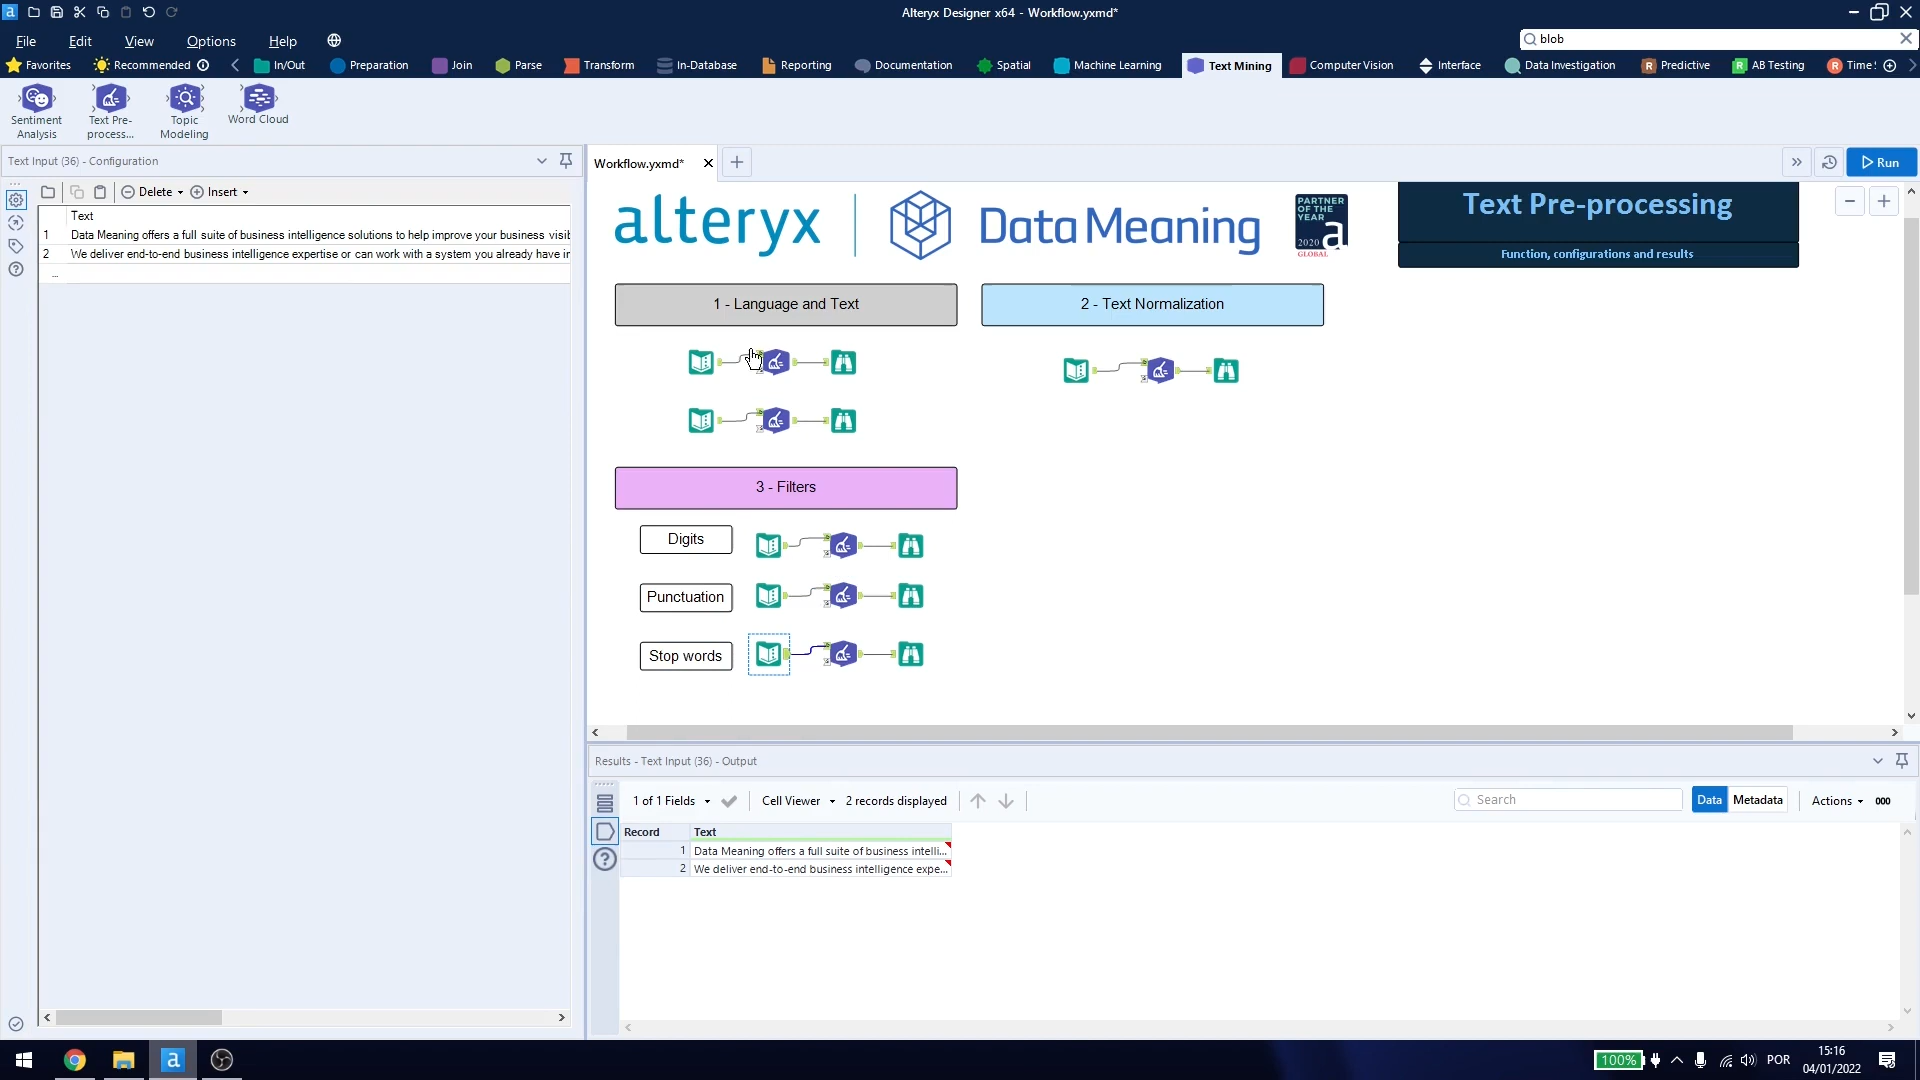 Alteryx Designer x64 - Workflow.yxmd*
File Edit View Options Help
blob
Favorites Recommended In/Out Preparation Join Parse Transform In-Database Reporting Documentation Spatial Machine Learning Text Mining Computer Vision Interface Data Investigation Predictive AB Testing Time
Sentiment Analysis
Text Pre-process...
Topic Modeling
Word Cloud
Text Input (36) - Configuration
Workflow.yxmd*
Run
Delete Insert
Text
1 Data Meaning offers a full suite of business intelligence solutions to help improve your business visib
2 We deliver end-to-end business intelligence expertise or can work with a system you already have in
...
alteryx
DataMeaning
PARTNER
OF THE
YEAR
2020 a
GLOBAL
Text Pre-processing
Function, configurations and results
1 - Language and Text
2 - Text Normalization
3 - Filters
Digits
Punctuation
Stop words
Results - Text Input (36) - Output
1 of 1 Fields Cell Viewer 2 records displayed
Search
Data Metadata
Actions
000
Record Text
1 Data Meaning offers a full suite of business intelli...
2 We deliver end-to-end business intelligence expe...
100%
POR
15:16
04/01/2022